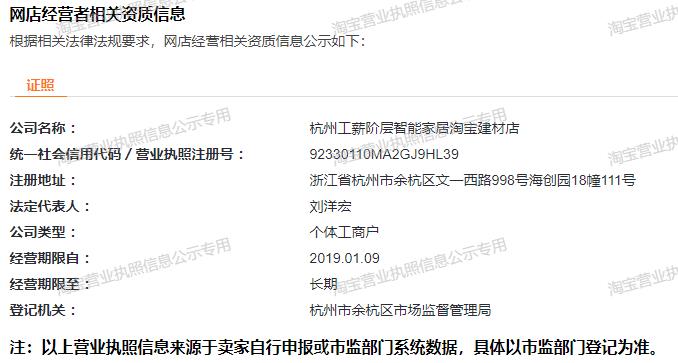 网店经营者相关资质信息
根据相关法律法规要求，网店经营相关资质信息公示如下：
证照
公司名称： 杭州工薪阶层智能家居淘宝建材店
统一社会信用代码 / 营业执照注册号： 92330110MA2GJ9HL39
注册地址： 浙江省杭州市余杭区文一西路998号海创园18幢111号
法定代表人： 刘洋宏
公司类型： 个体工商户
经营期限自： 2019.01.09
经营期限至： 长期
登记机关： 杭州市余杭区市场监督管理局
注：以上营业执照信息来源于卖家自行申报或市监部门系统数据，具体以市监部门登记为准。
淘宝营业执照信息公示专用
淘宝营业执照信息公示专用
淘宝营业执照信息公示专用
淘宝营业执照信息公示专用
淘宝营业执照信息公示专用